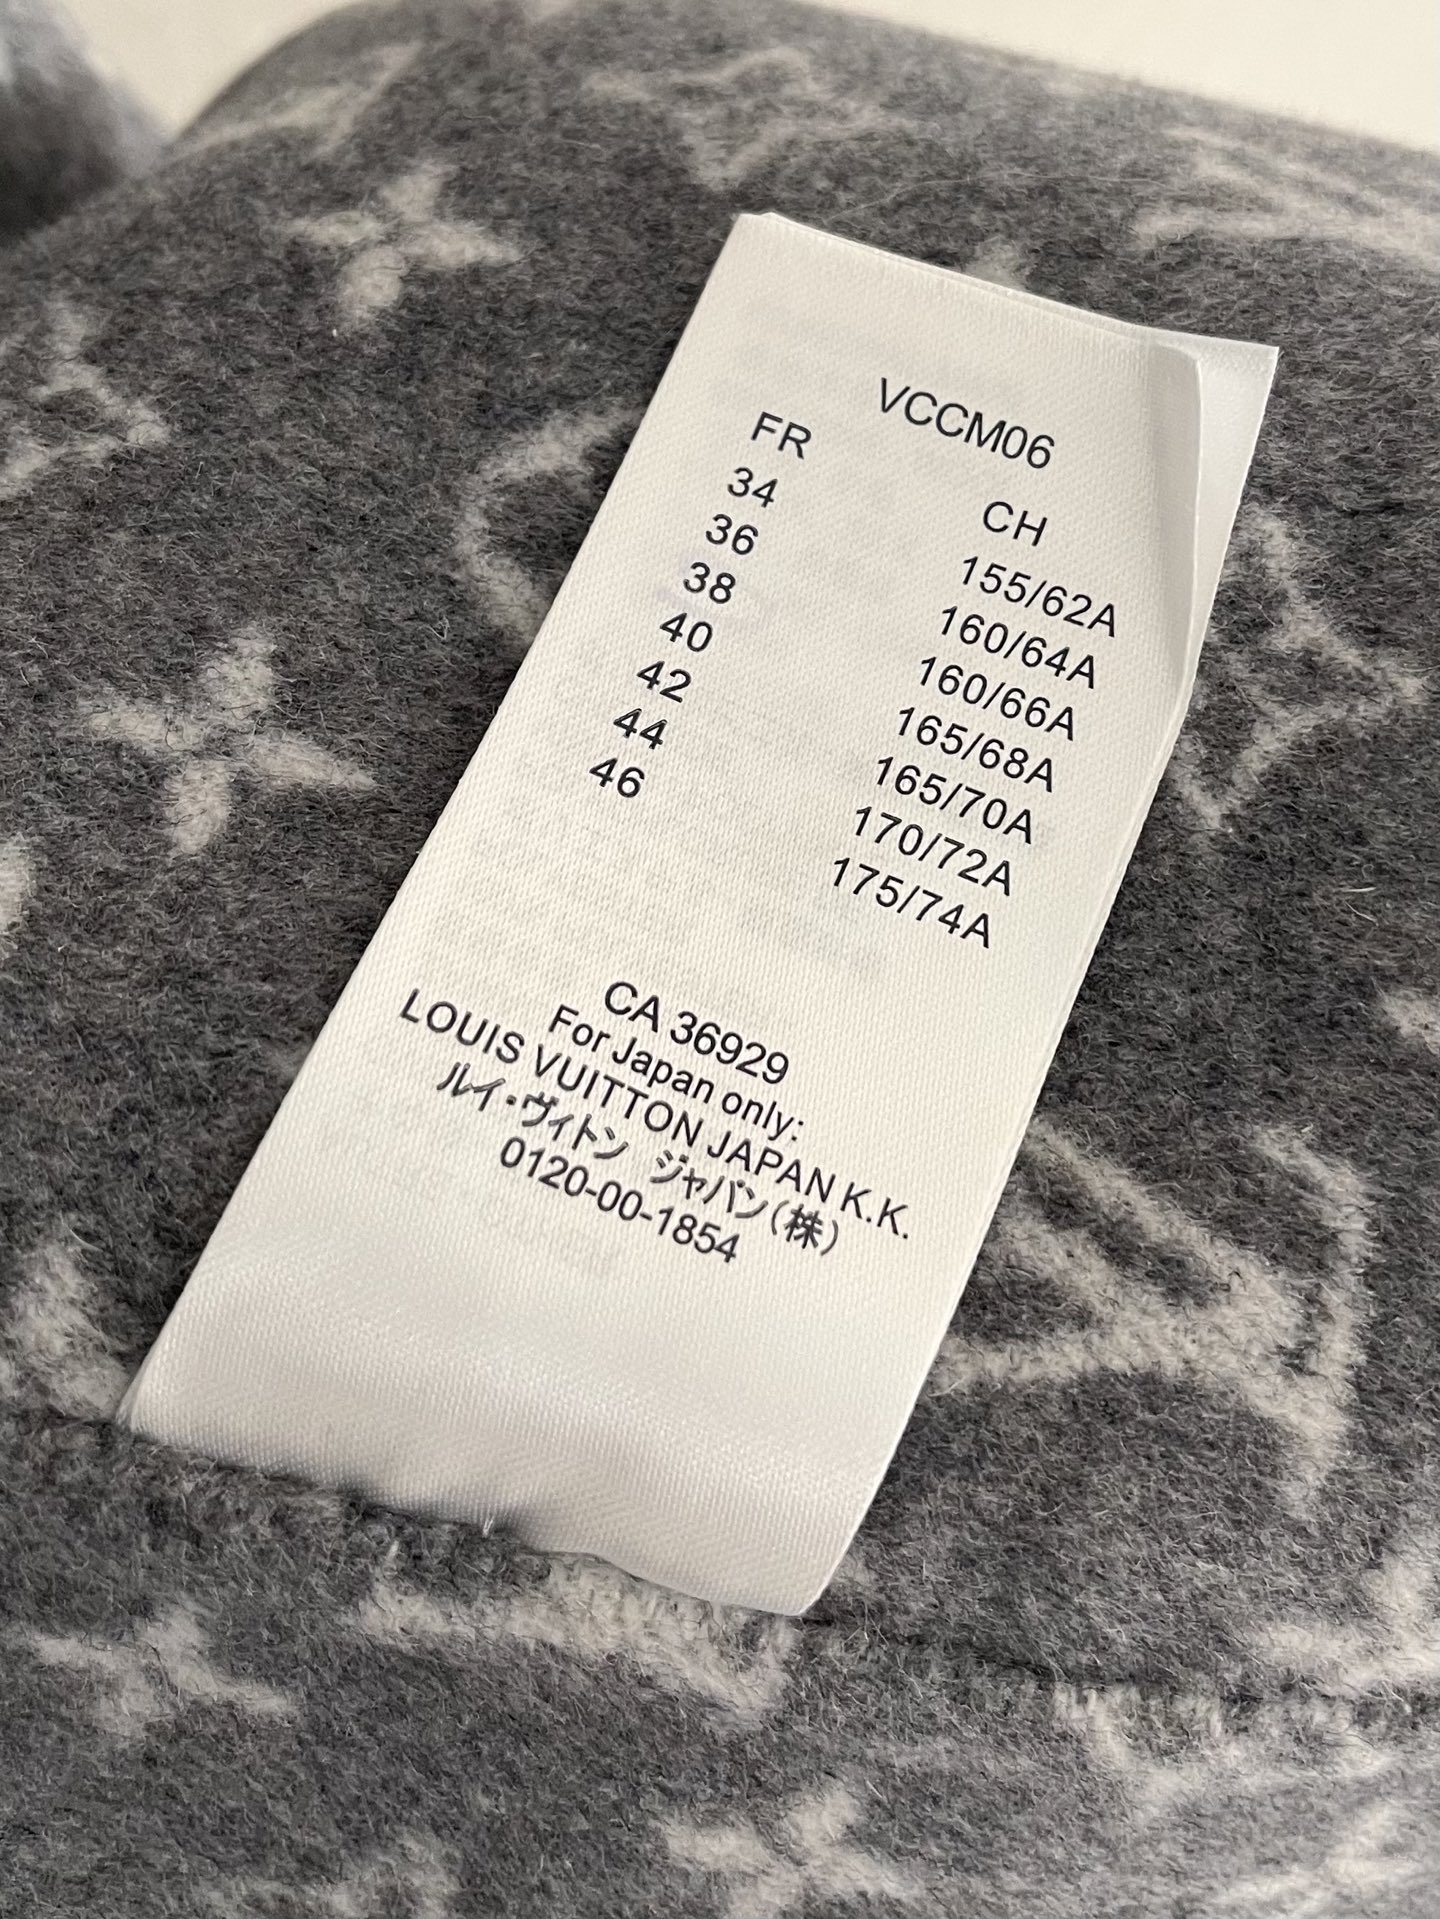 VCCM06
FR CH
34 155/62A
36 160/64A
38 160/66A
40 165/68A
42 165/70A
44 170/72A
46 175/74A
CA 36929
For Japan only:
LOUIS VUITTON JAPAN K.K.
ルイ・ヴィトン ジャパン(株)
0120-00-1854